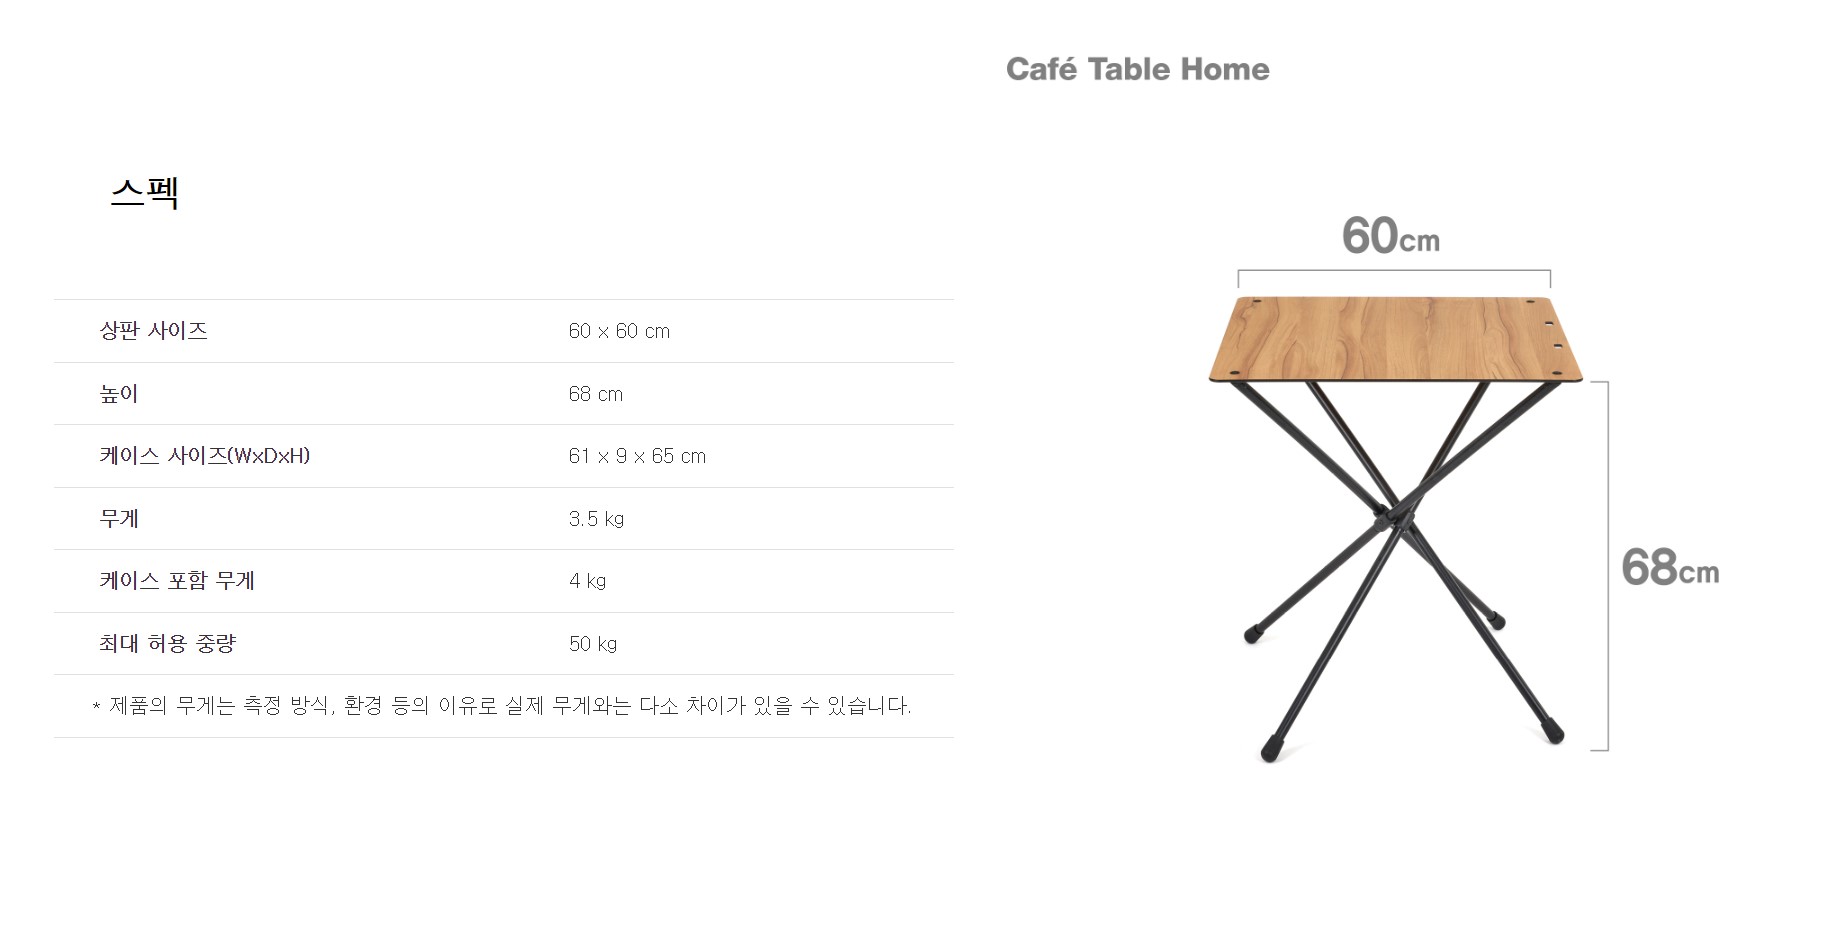 Café Table Home
스펙
상판 사이즈 60 x 60 cm
높이 68 cm
케이스 사이즈(WxDxH) 61 x 9 x 65 cm
무게 3.5 kg
케이스 포함 무게 4 kg
최대 허용 중량 50 kg
* 제품의 무게는 측정 방식, 환경 등의 이유로 실제 무게와는 다소 차이가 있을 수 있습니다.
60cm
68cm